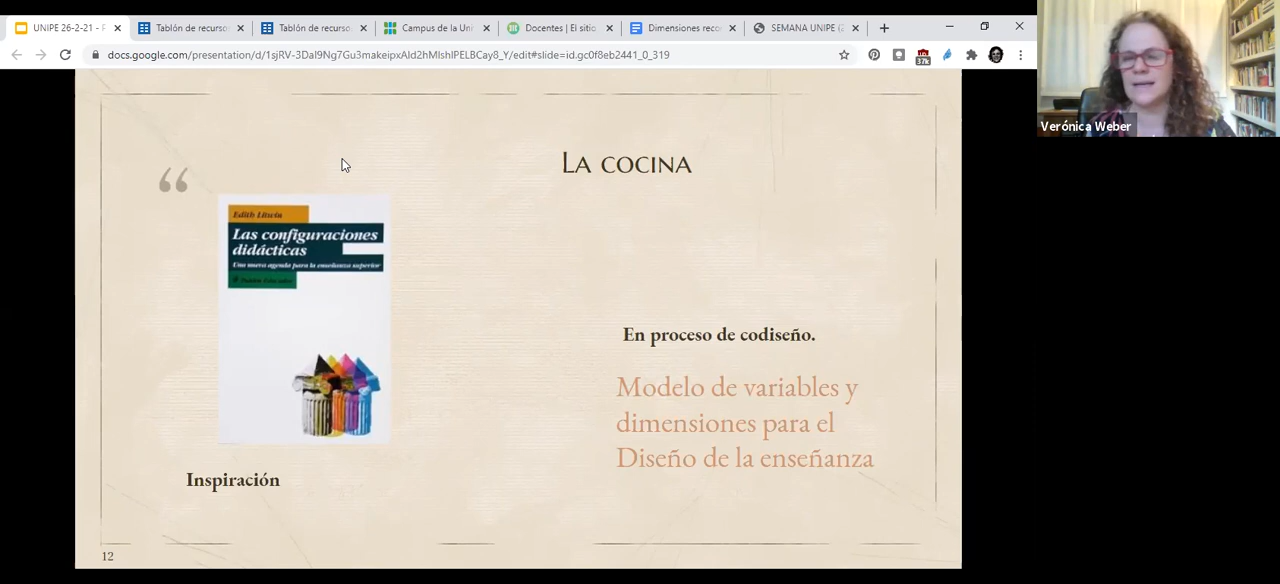 UNIPE 26-2-21 - P
Tablón de recurso
Tablón de recurso
Campus de la Uni
Docentes | El sitio
Dimensiones reco
SEMANA UNIPE (2
docs.google.com/presentation/d/1sjRV-3Dal9Ng7Gu3makeipxAld2hMlshlPELBCay8_Y/edit#slide=id.gc0f8eb2441_0_319
37k
Verónica Weber
La cocina
“
Edith Litwin
Las configuraciones
didácticas
Una nueva agenda para la enseñanza superior
En proceso de codiseño.
Modelo de variables y
dimensiones para el
Diseño de la enseñanza
Inspiración
12